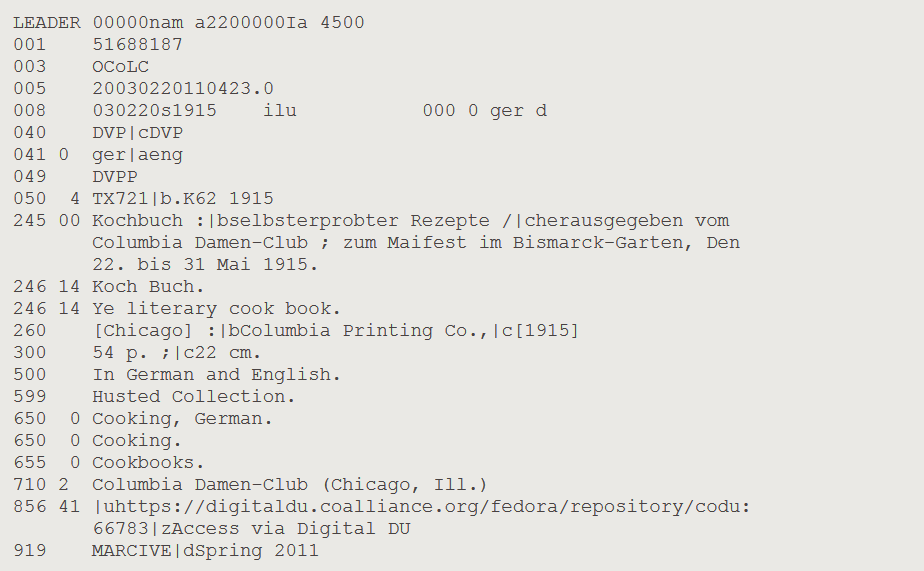 LEADER 00000nam a2200000Ia 4500
001    51688187
003    OCoLC
005    20030220110423.0
008    030220s1915    ilu           000 0 ger d
040    DVP|cDVP
041 0  ger|aeng
049    DVPP
050  4 TX721|b.K62 1915
245 00 Kochbuch :|bselbsterprobter Rezepte /|cherausgegeben vom
       Columbia Damen-Club ; zum Maifest im Bismarck-Garten, Den
       22. bis 31 Mai 1915.
246 14 Koch Buch.
246 14 Ye literary cook book.
260    [Chicago] :|bColumbia Printing Co.,|c[1915]
300    54 p. ;|c22 cm.
500    In German and English.
599    Husted Collection.
650  0 Cooking, German.
650  0 Cooking.
655  0 Cookbooks.
710 2  Columbia Damen-Club (Chicago, Ill.)
856 41 |uhttps://digitaldu.coalliance.org/fedora/repository/codu:
       66783|zAccess via Digital DU
919    MARCIVE|dSpring 2011